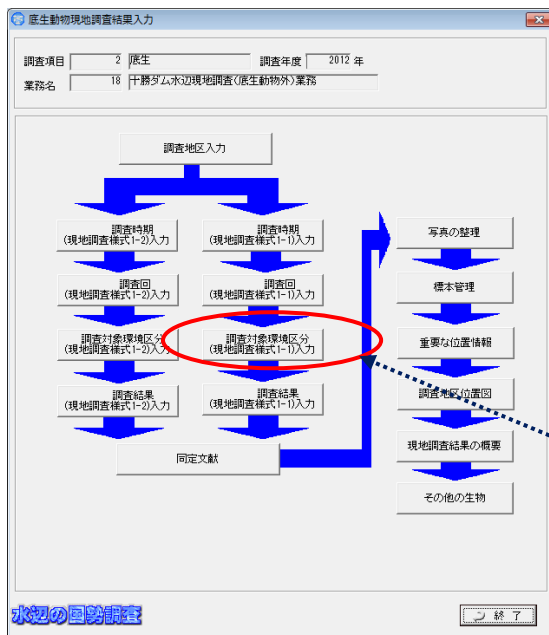 底生動物現地調査結果入力
調査項目 2 底生 調査年度 2012 年
業務名 18 十勝ダム水辺現地調査(底生動物外)業務
調査地区入力
調査時期
(現地調査様式1-2)入力
調査時期
(現地調査様式1-1)入力
写真の整理
調査回
(現地調査様式1-2)入力
調査回
(現地調査様式1-1)入力
標本管理
調査対象環境区分
(現地調査様式1-2)入力
調査対象環境区分
(現地調査様式1-1)入力
重要な位置情報
調査結果
(現地調査様式1-2)入力
調査結果
(現地調査様式1-1)入力
調査地区位置図
同定文献
現地調査結果の概要
その他の生物
水辺の国勢調査
終了